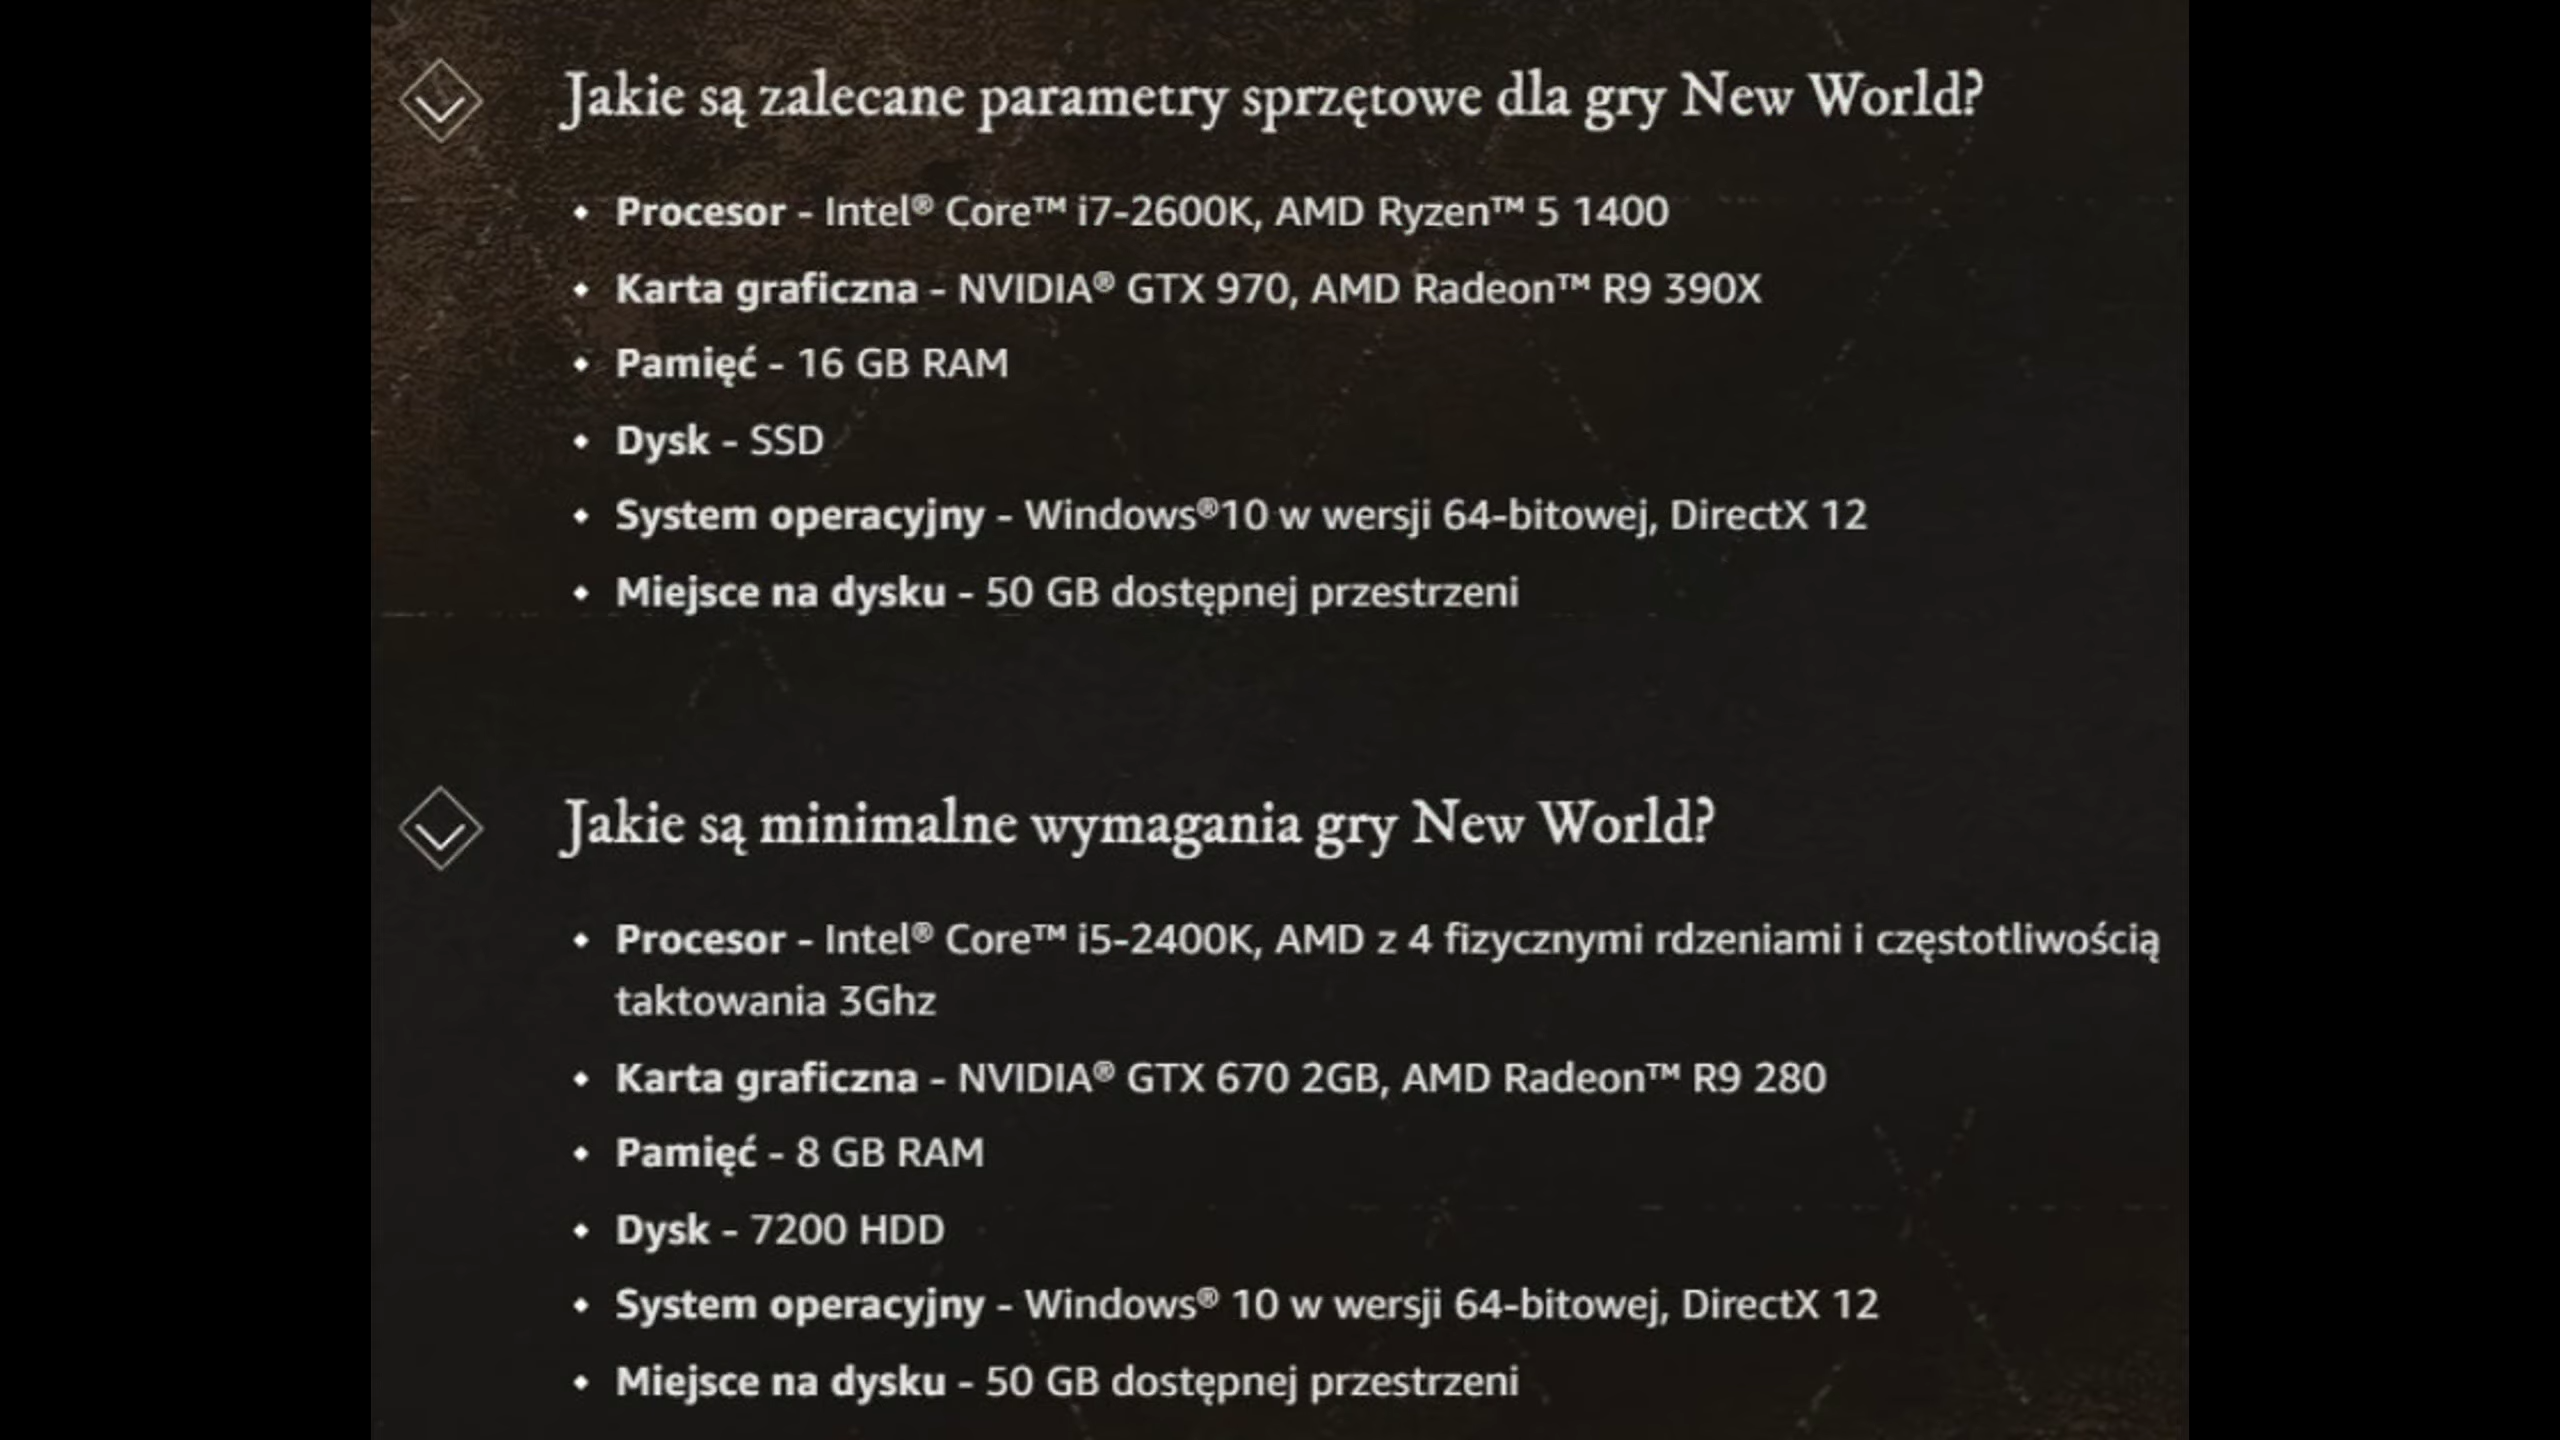 Jakie są zalecane parametry sprzętowe dla gry New World?
• Procesor - Intel® Core™ i7-2600K, AMD Ryzen™ 5 1400
• Karta graficzna - NVIDIA® GTX 970, AMD Radeon™ R9 390X
• Pamięć - 16 GB RAM
• Dysk - SSD
• System operacyjny - Windows®10 w wersji 64-bitowej, DirectX 12
• Miejsce na dysku - 50 GB dostępnej przestrzeni
Jakie są minimalne wymagania gry New World?
• Procesor - Intel® Core™ i5-2400K, AMD z 4 fizycznymi rdzeniami i częstotliwością
taktowania 3Ghz
• Karta graficzna - NVIDIA® GTX 670 2GB, AMD Radeon™ R9 280
• Pamięć - 8 GB RAM
• Dysk - 7200 HDD
• System operacyjny - Windows® 10 w wersji 64-bitowej, DirectX 12
• Miejsce na dysku - 50 GB dostępnej przestrzeni